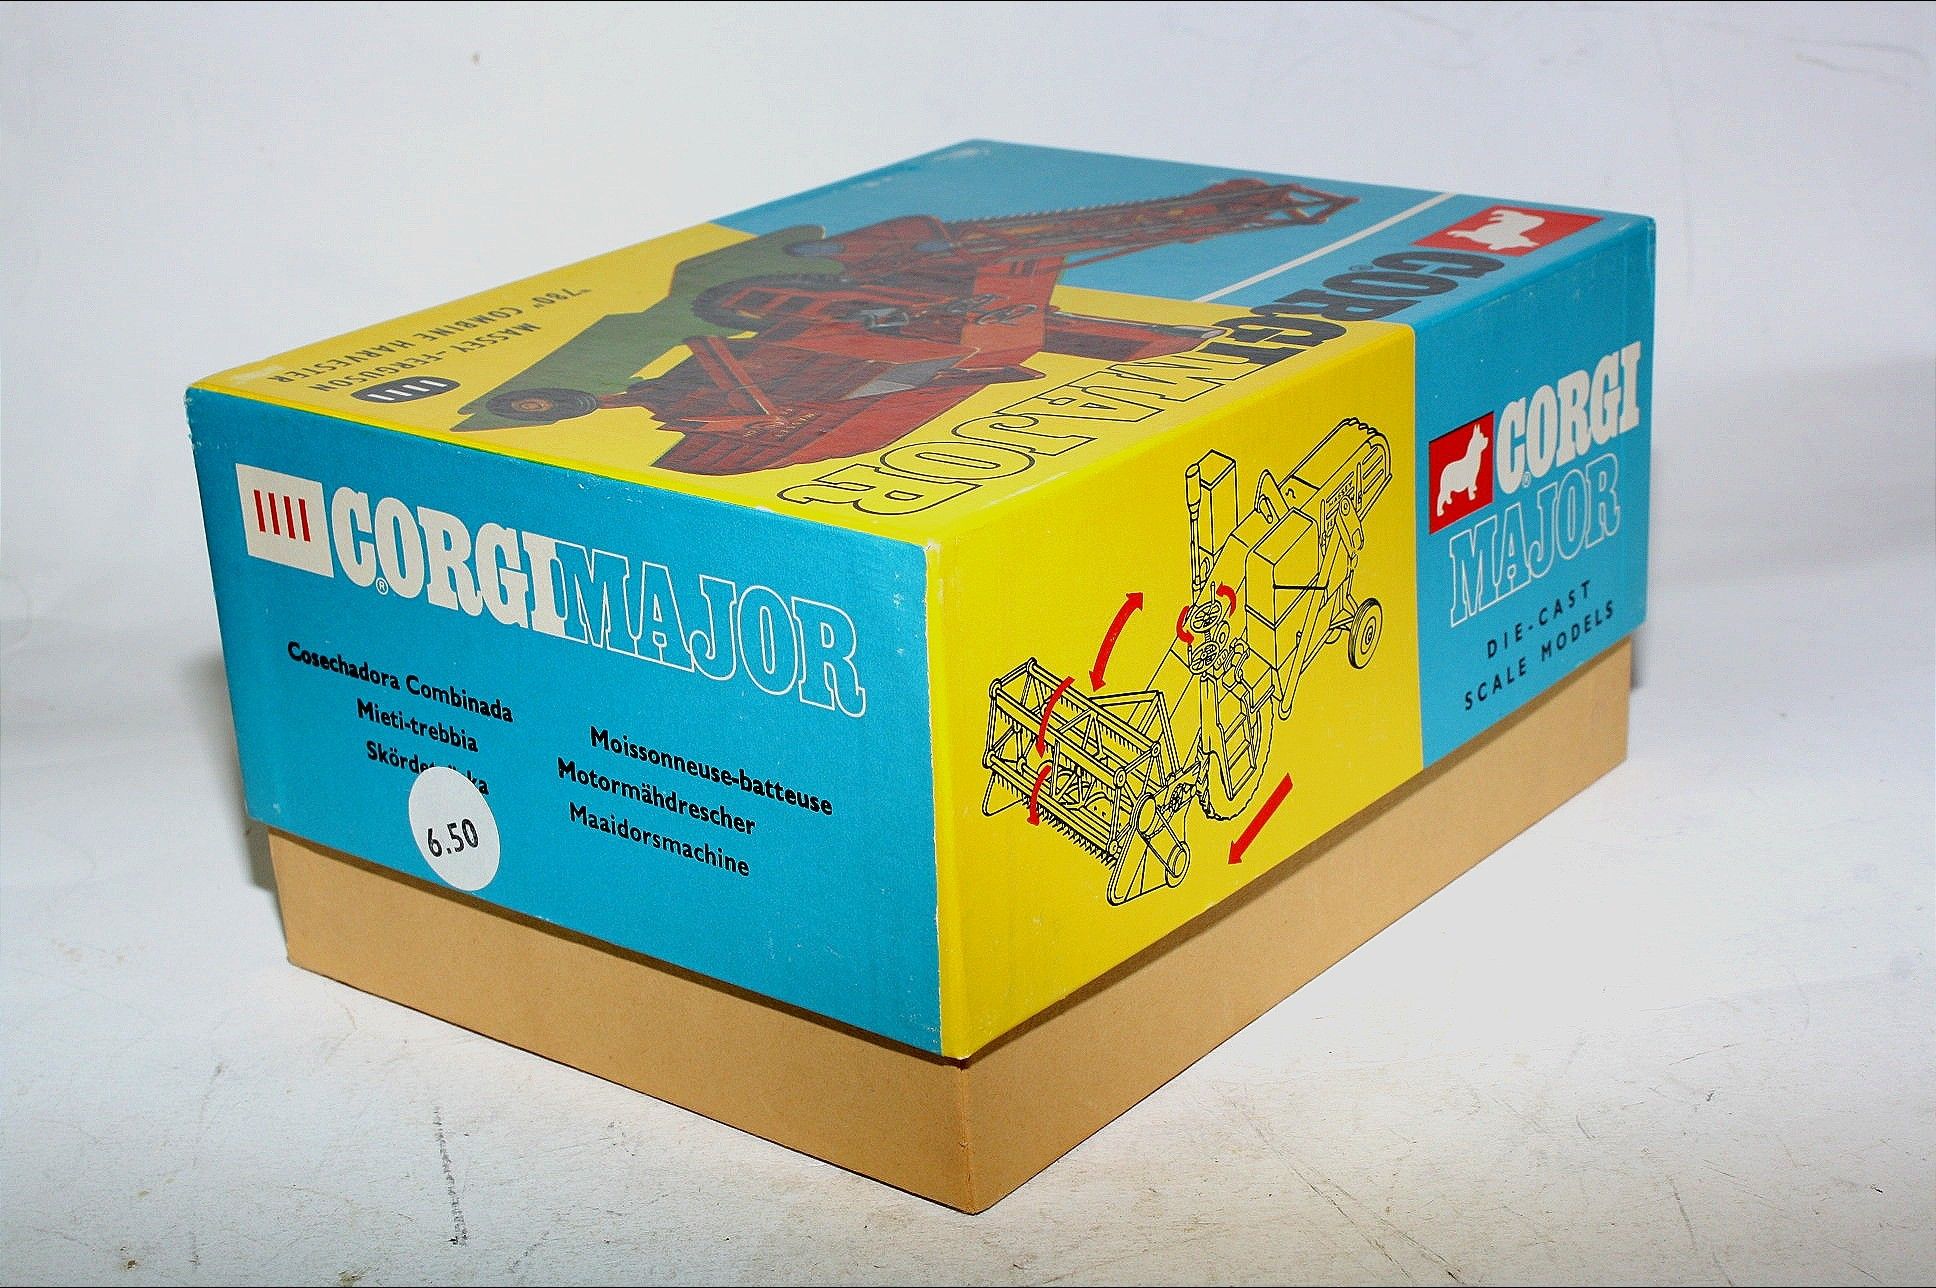 CORGI MAJOR
1111
MASSEY-FERGUSON
"780" COMBINE HARVESTER
1111 CORGI® MAJOR
Cosechadora Combinada
Mieti-trebbia
Moissonneuse-batteuse
Motormähdrescher
Maaidorsmachine
6.50
CORGI®
MAJOR
DIE-CAST
SCALE MODELS